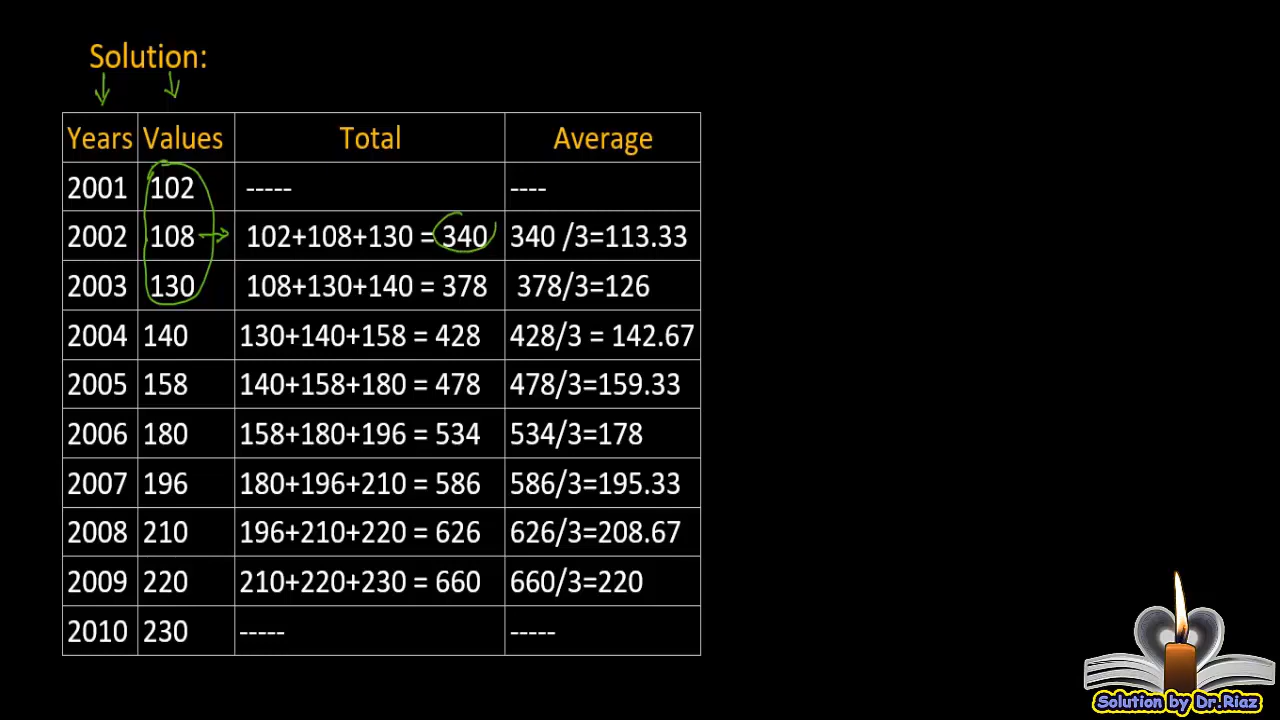 Solution:
Years Values Total Average
2001 102 ----- ----
2002 108 102+108+130 = 340 340 /3=113.33
2003 130 108+130+140 = 378 378/3=126
2004 140 130+140+158 = 428 428/3 = 142.67
2005 158 140+158+180 = 478 478/3=159.33
2006 180 158+180+196 = 534 534/3=178
2007 196 180+196+210 = 586 586/3=195.33
2008 210 196+210+220 = 626 626/3=208.67
2009 220 210+220+230 = 660 660/3=220
2010 230 ----- -----
Solution by Dr.Riaz